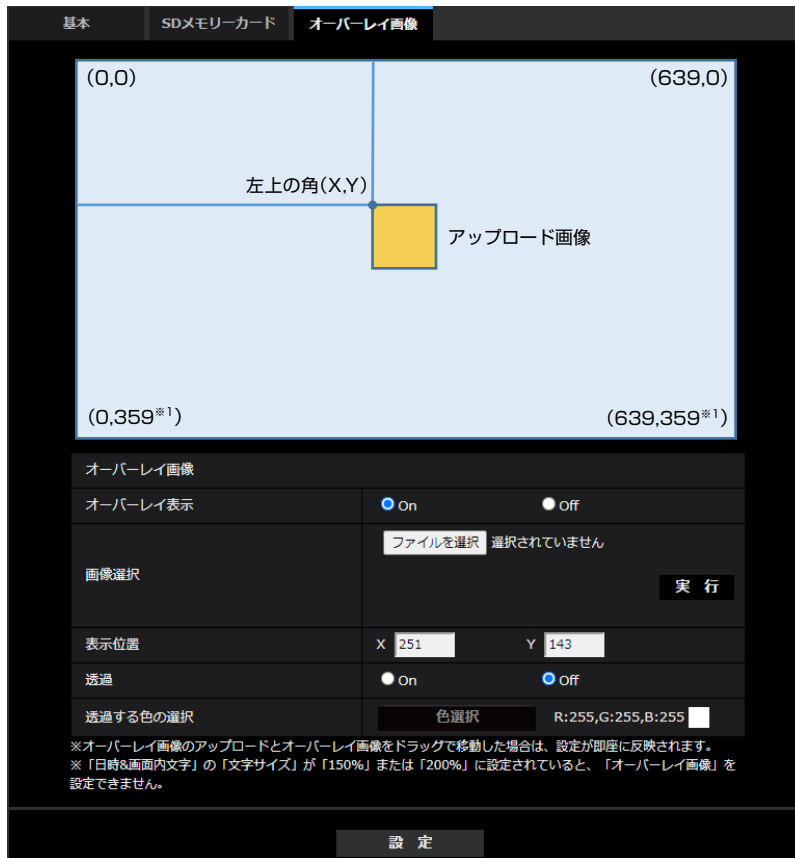 基本 SDメモリーカード オーバーレイ画像
(0,0) (639,0)
左上の角(X,Y)
アップロード画像
(0,359※1) (639,359※1)
オーバーレイ画像
オーバーレイ表示 On Off
ファイルを選択 選択されていません
画像選択
実 行
表示位置 X 251 Y 143
透過 On Off
透過する色の選択 色選択 R:255,G:255,B:255
※オーバーレイ画像のアップロードとオーバーレイ画像をドラッグで移動した場合は、設定が即座に反映されます。
※「日時&画面内文字」の「文字サイズ」が「150%」または「200%」に設定されていると、「オーバーレイ画像」を
設定できません。
設 定